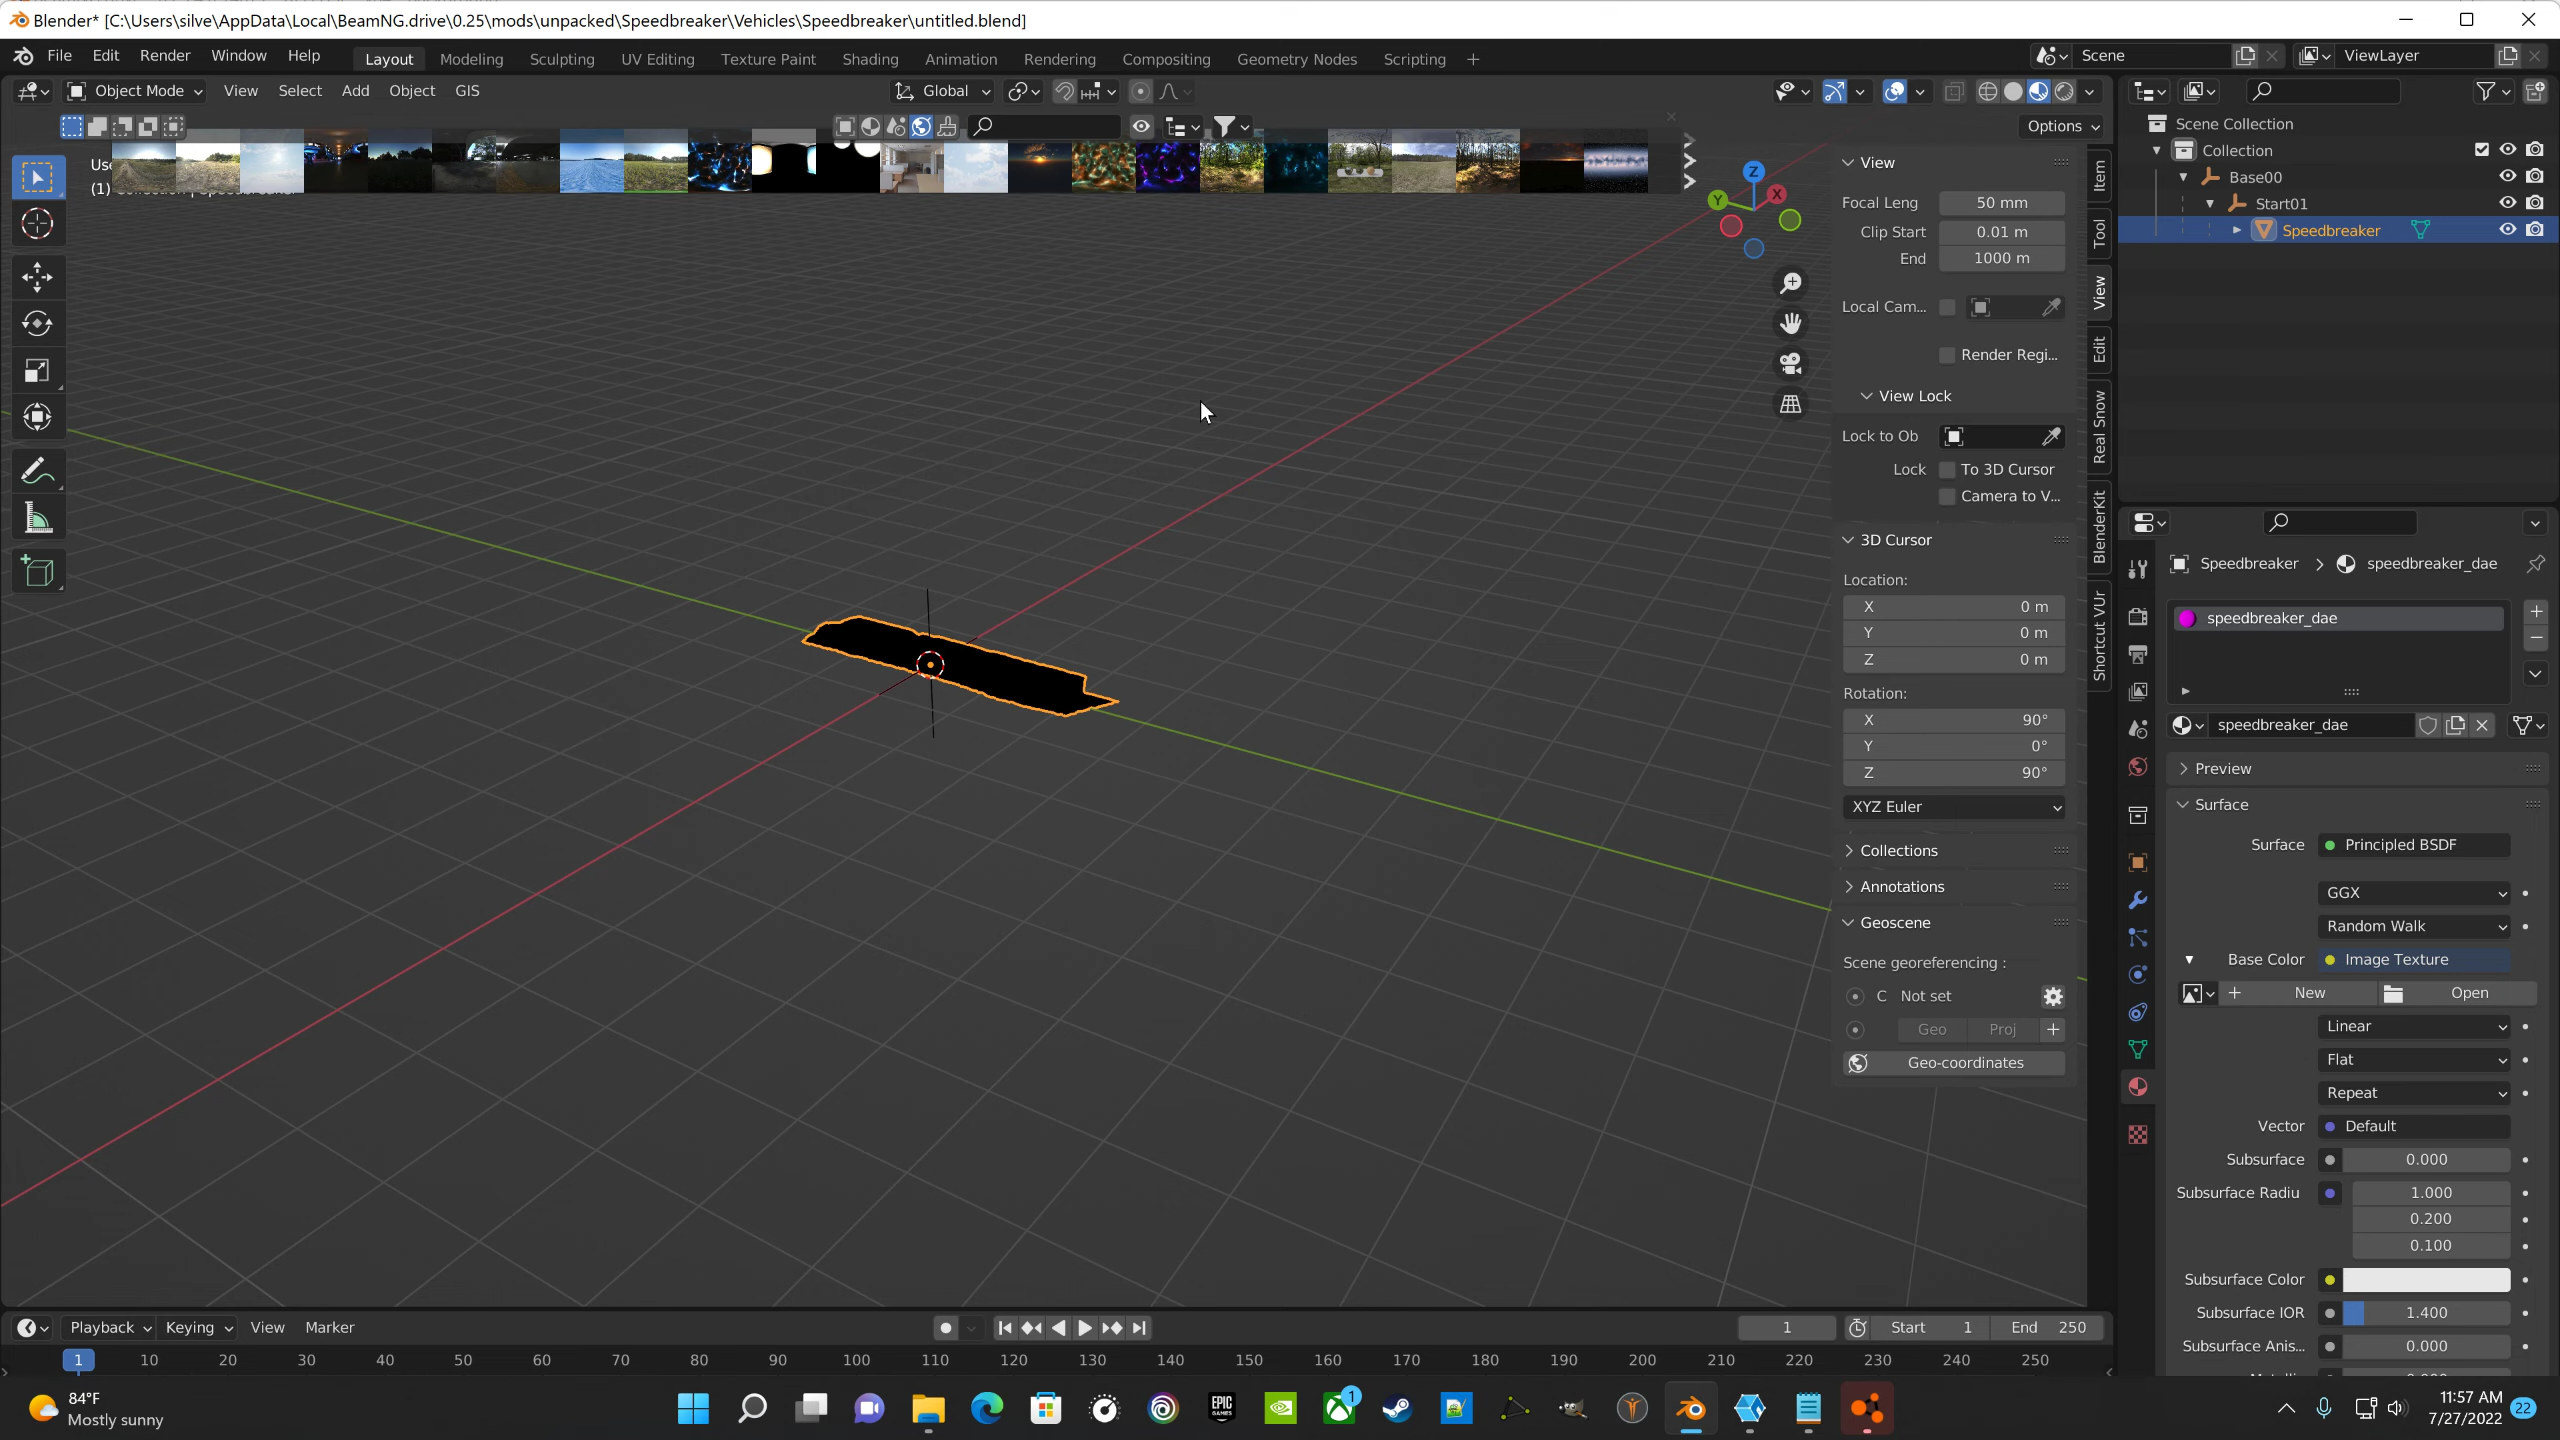 Blender* [C:\Users\silve\AppData\Local\BeamNG.drive\0.25\mods\unpacked\Speedbreaker\Vehicles\Speedbreaker\untitled.blend]
File Edit Render Window Help Layout Modeling Sculpting UV Editing Texture Paint Shading Animation Rendering Compositing Geometry Nodes Scripting + Scene ViewLayer
Object Mode View Select Add Object GIS Global
Options
Scene Collection
Collection
Base00
Start01
Speedbreaker
View
Focal Leng 50 mm
Clip Start 0.01 m
End 1000 m
Local Cam...
Render Regi...
View Lock
Lock to Ob
Lock To 3D Cursor
Camera to V...
3D Cursor
Location:
X 0 m
Y 0 m
Z 0 m
Rotation:
X 90°
Y 0°
Z 90°
XYZ Euler
Collections
Annotations
Geoscene
Scene georeferencing :
C Not set
Geo Proj +
Geo-coordinates
Item
Tool
View
Edit
Real Snow
BlenderKit
Shortcut VUr
Z
Y
X
Speedbreaker > speedbreaker_dae
speedbreaker_dae
speedbreaker_dae
Preview
Surface
Surface Principled BSDF
GGX
Random Walk
Base Color Image Texture
+ New Open
Linear
Flat
Repeat
Vector Default
Subsurface 0.000
Subsurface Radiu 1.000
0.200
0.100
Subsurface Color
Subsurface IOR 1.400
Subsurface Anis... 0.000
Playback Keying View Marker 1 Start 1 End 250
1 10 20 30 40 50 60 70 80 90 100 110 120 130 140 150 160 170 180 190 200 210 220 230 240 250
84°F
Mostly sunny
EPIC GAMES
1
11:57 AM
7/27/2022
22